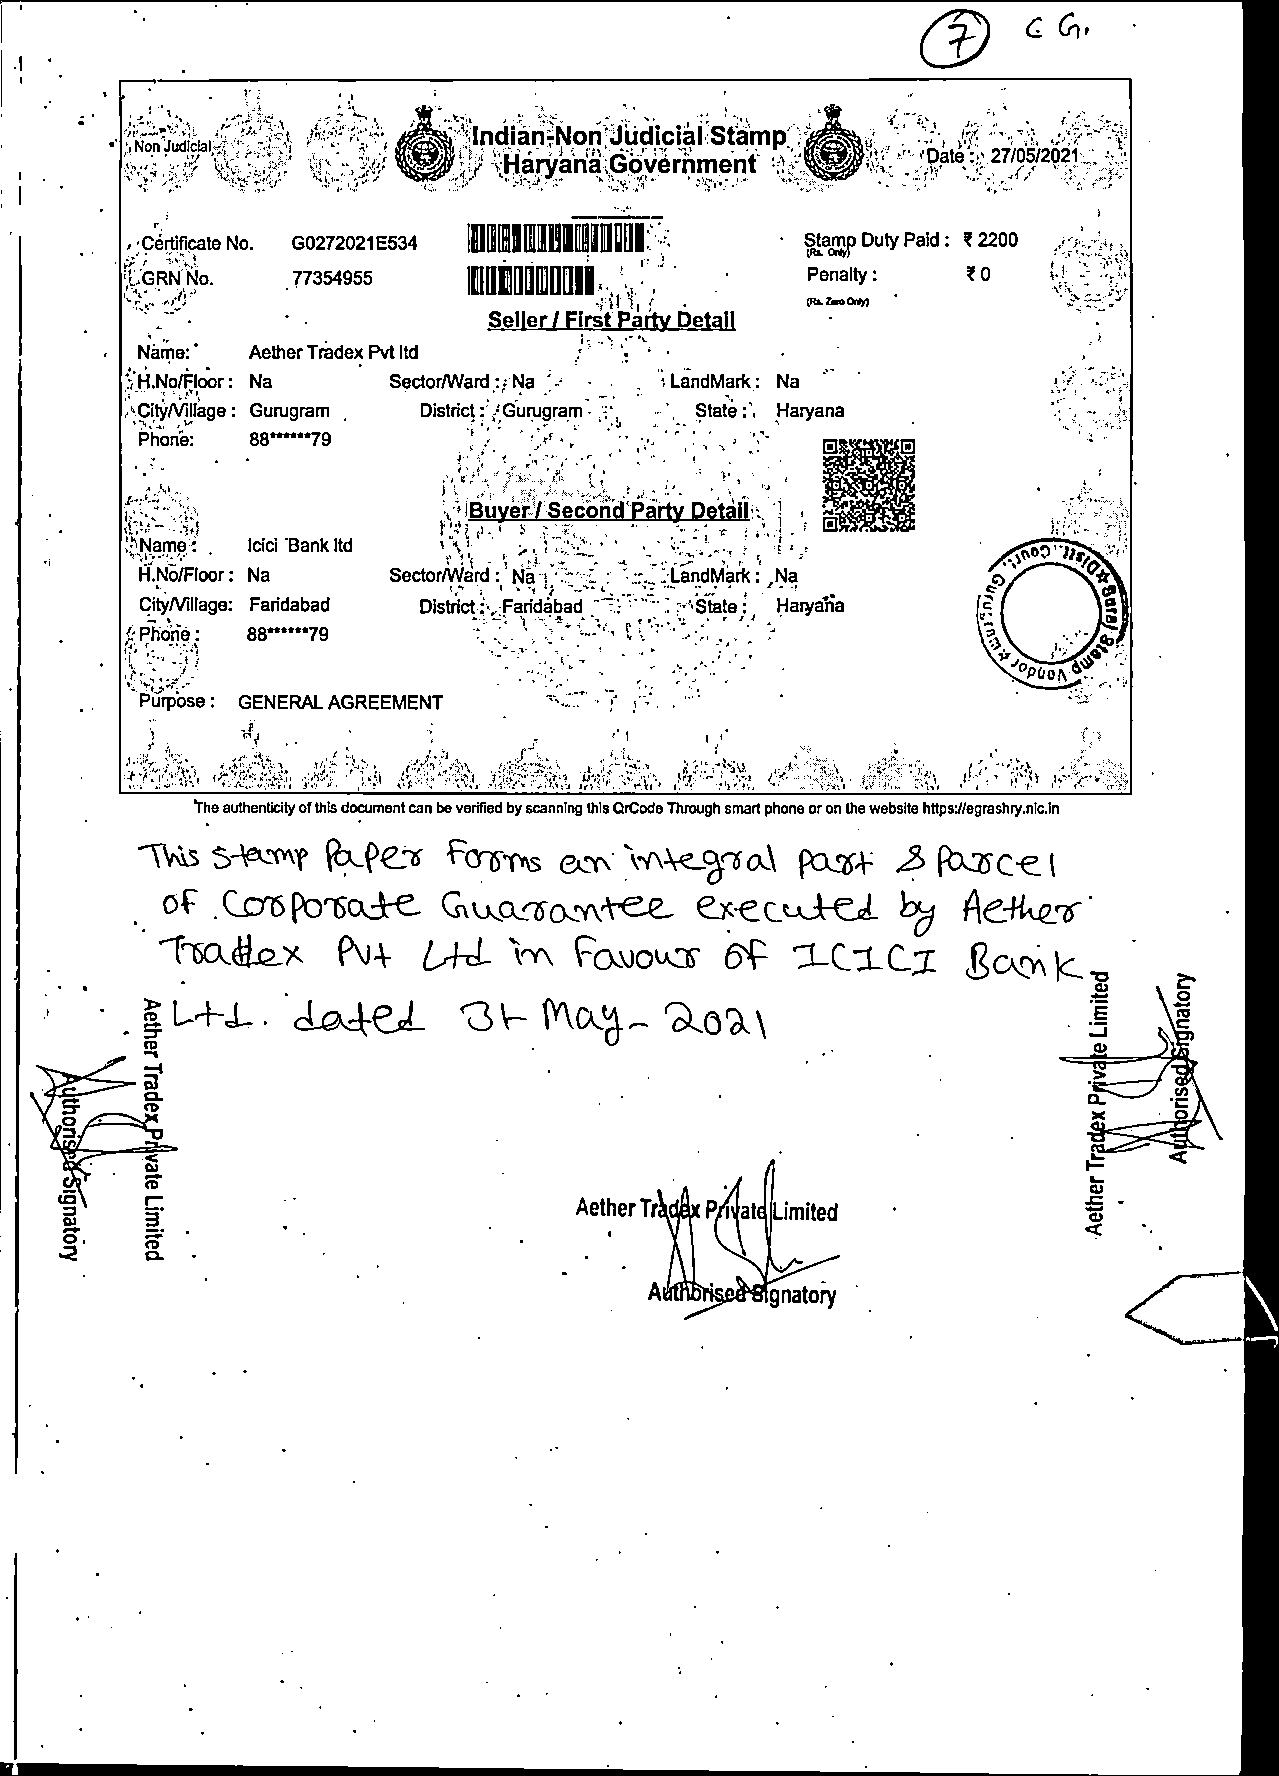 7 C G.
Non Judicial
Indian-Non Judicial Stamp
Haryana Government
Date : 27/05/2021
Certificate No. G0272021E534
Stamp Duty Paid : ₹ 2200
(Rs. Only)
GRN No. 77354955
Penalty : ₹ 0
(Rs. Zero Only)
Seller / First Party Detail
Name: Aether Tradex Pvt ltd
H.No/Floor : Na Sector/Ward : Na LandMark : Na
City/Village : Gurugram District : Gurugram State : Haryana
Phone: 88******79
Buyer / Second Party Detail
Name : Icici Bank ltd
H.No/Floor : Na Sector/Ward : Na LandMark : Na
City/Village: Faridabad District : Faridabad State : Haryana
Phone : 88******79
Saroj Stamp Vendor Gurugram Distt. Court,
Purpose : GENERAL AGREEMENT
The authenticity of this document can be verified by scanning this QrCode Through smart phone or on the website https://egrashry.nic.in
This Stamp Paper Forms an integral part & Parcel
of Corporate Guarantee executed by Aether
Tradex Pvt Ltd in Favour of ICICI Bank
Ltd. dated 31-May-2021
Aether Tradex Private Limited
Authorised Signatory
Aether Tradex Private Limited
Authorised Signatory
Aether Tradex Private Limited
Authorised Signatory